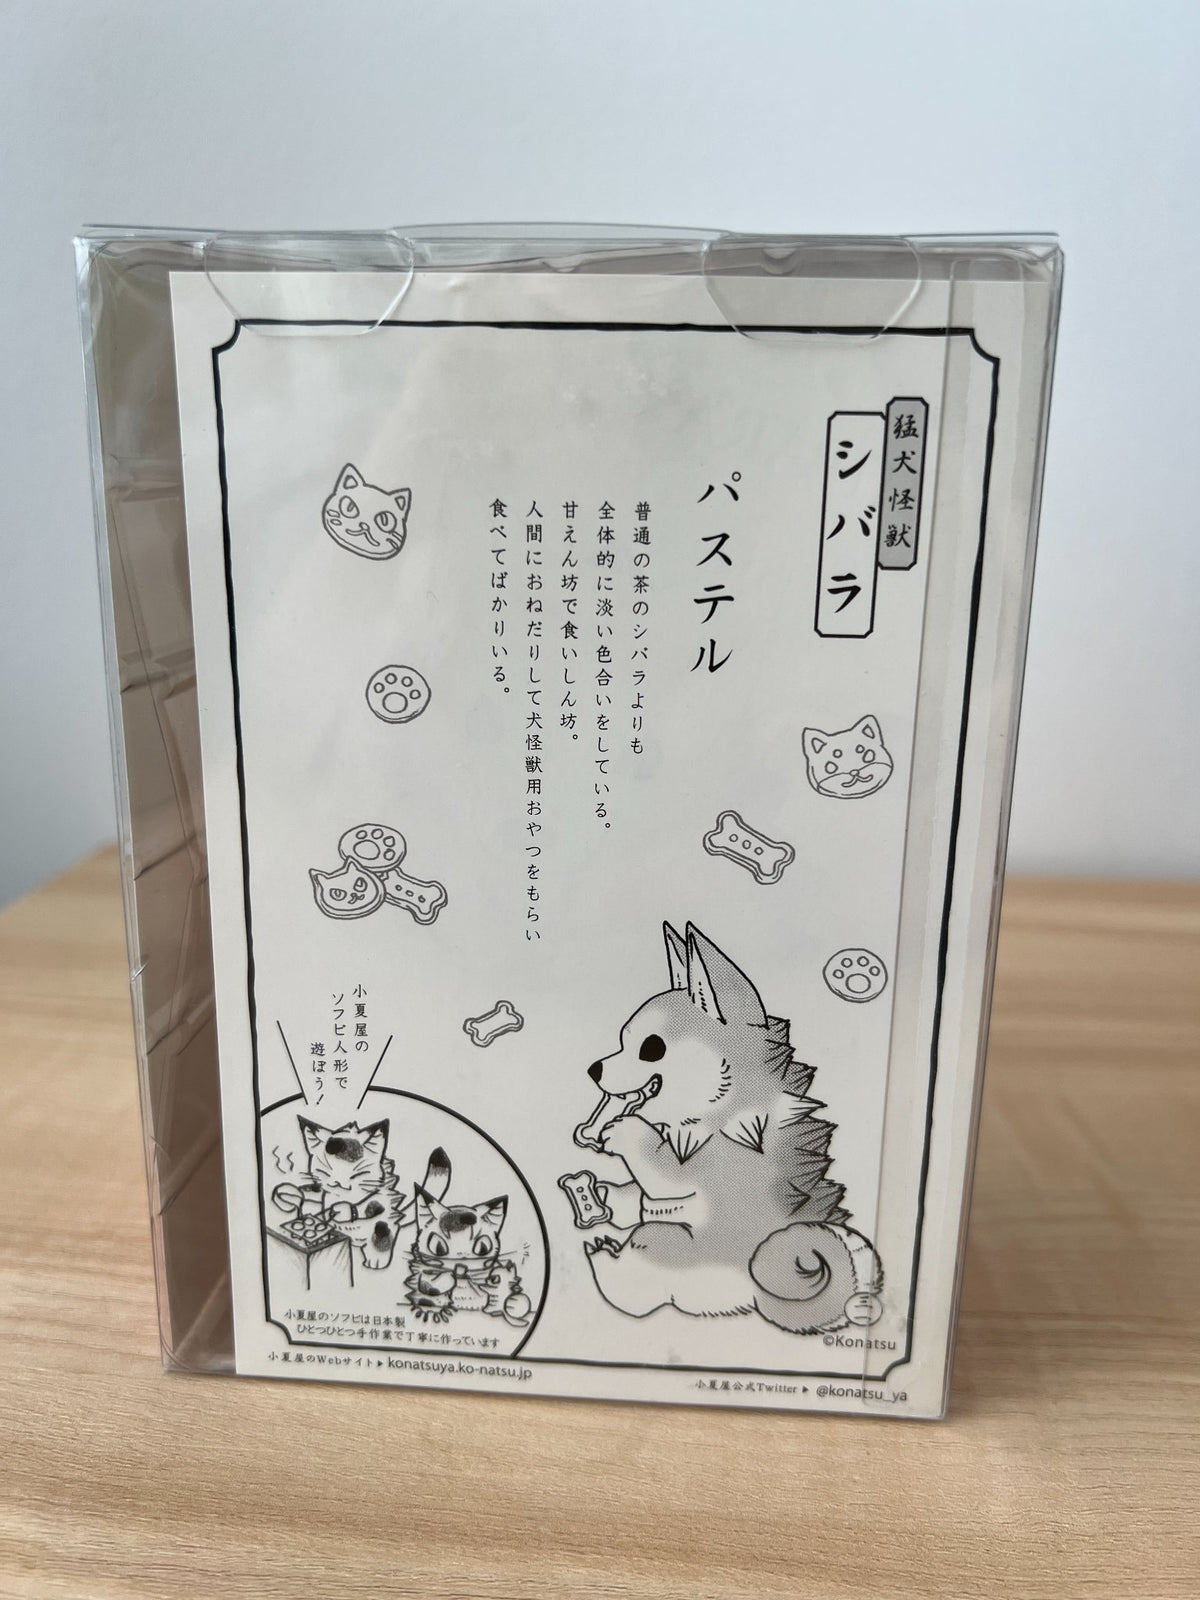 猛犬怪獣
シバラ
パステル
普通の茶のシバラよりも
全体的に淡い色合いをしている。
甘えん坊で食いしん坊。
人間におねだりして犬怪獣用おやつをもらい
食べてばかりいる。
小夏屋の
ソフビ人形で
遊ぼう！
シュー
小夏屋のソフビは日本製
ひとつひとつ手作業で丁寧に作っています
©Konatsu
小夏屋のWebサイト▶konatsuya.ko-natsu.jp
小夏屋公式Twitter▶@konatsu_ya